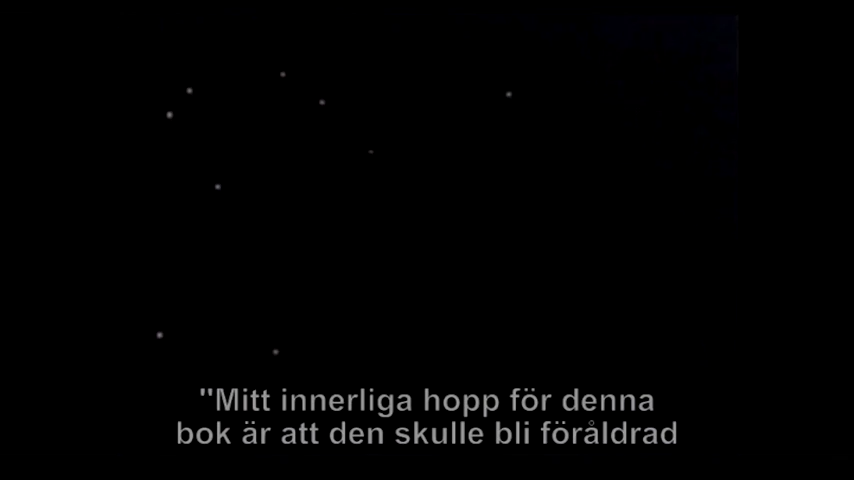 "Mitt innerliga hopp för denna
bok är att den skulle bli föråldrad